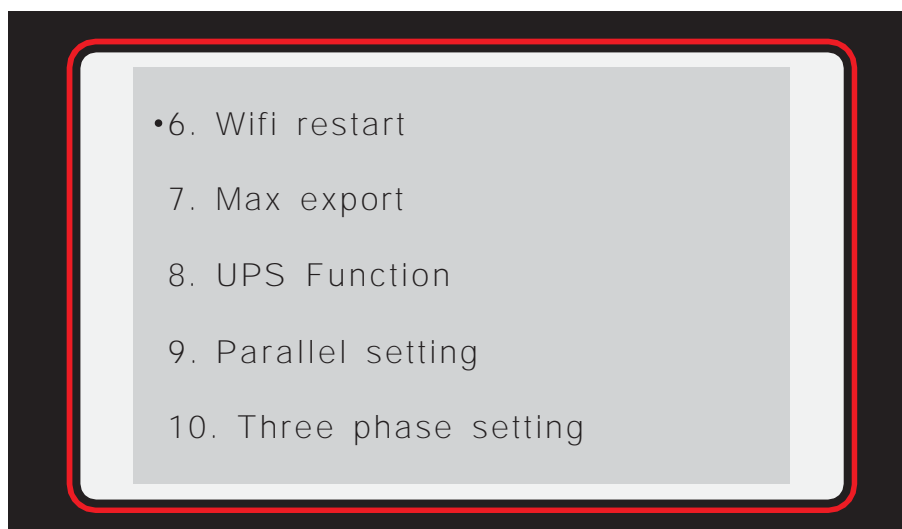 •6. Wifi restart
7. Max export
8. UPS Function
9. Parallel setting
10. Three phase setting